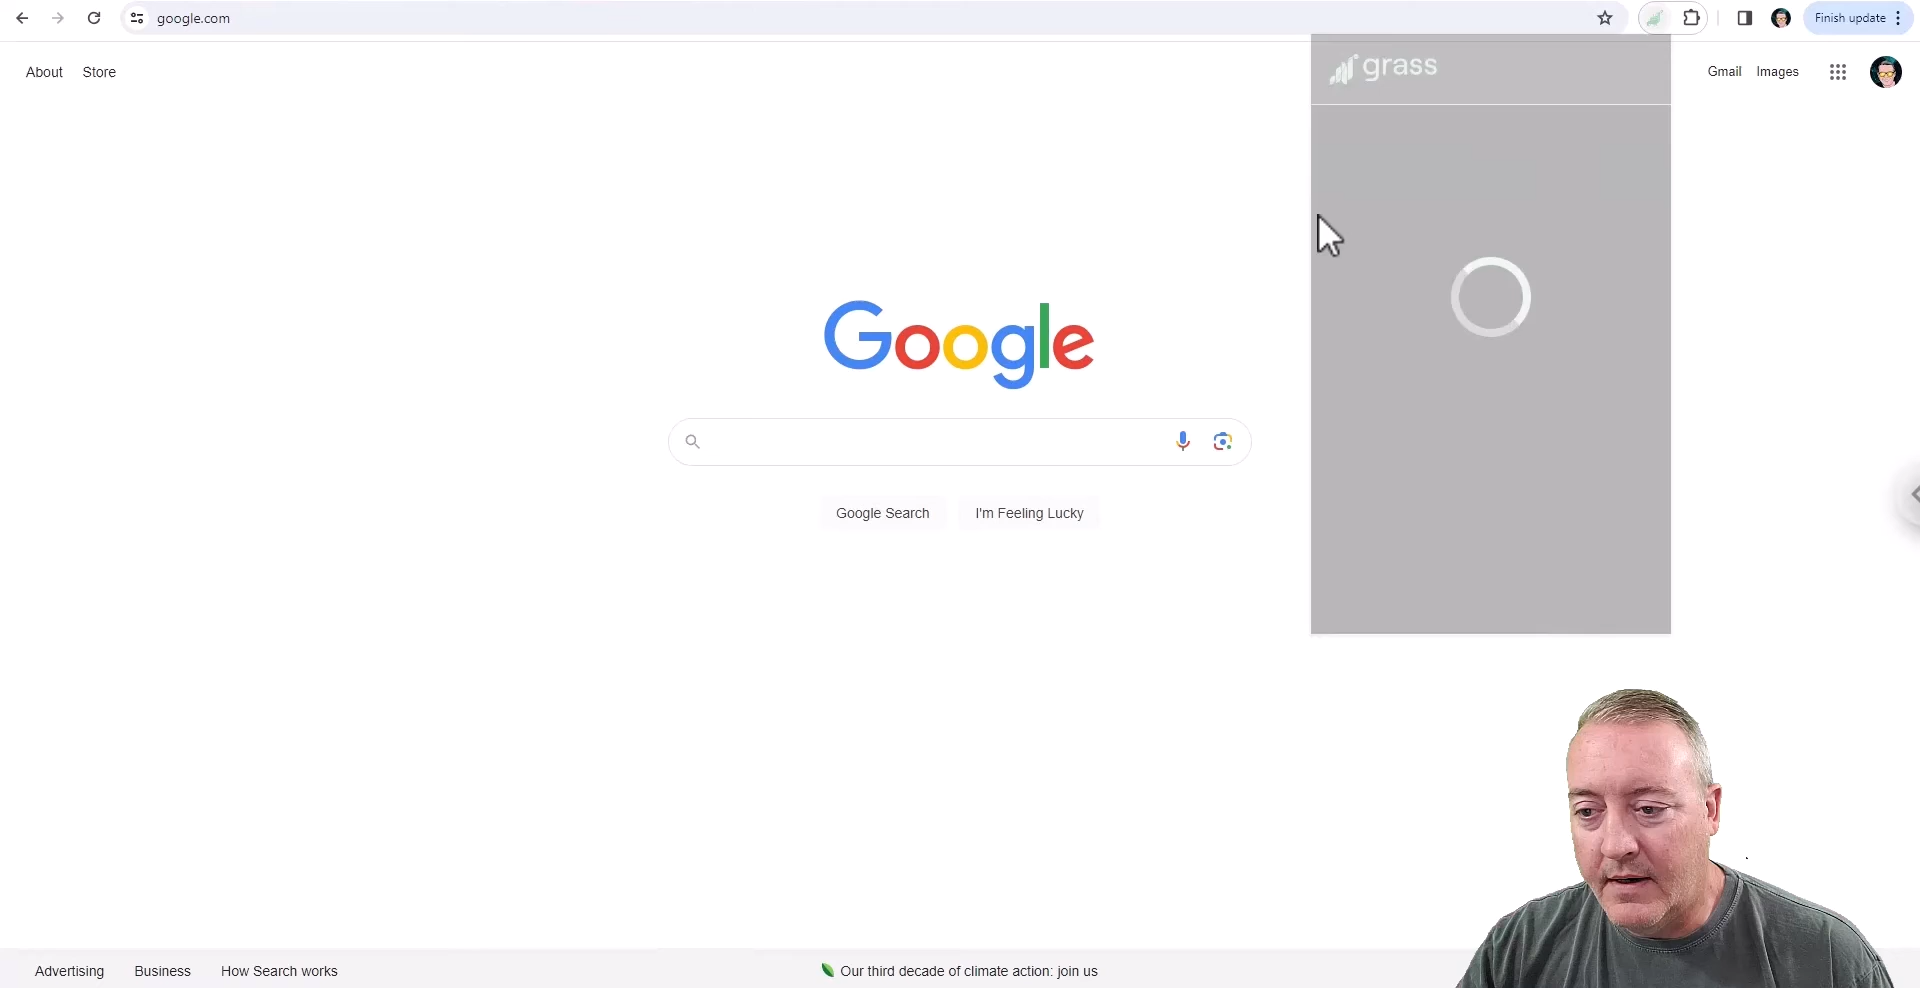 google.com
Finish update
grass
About
Store
Gmail
Images
Google
Google Search
I'm Feeling Lucky
Advertising
Business
How Search works
Our third decade of climate action: join us